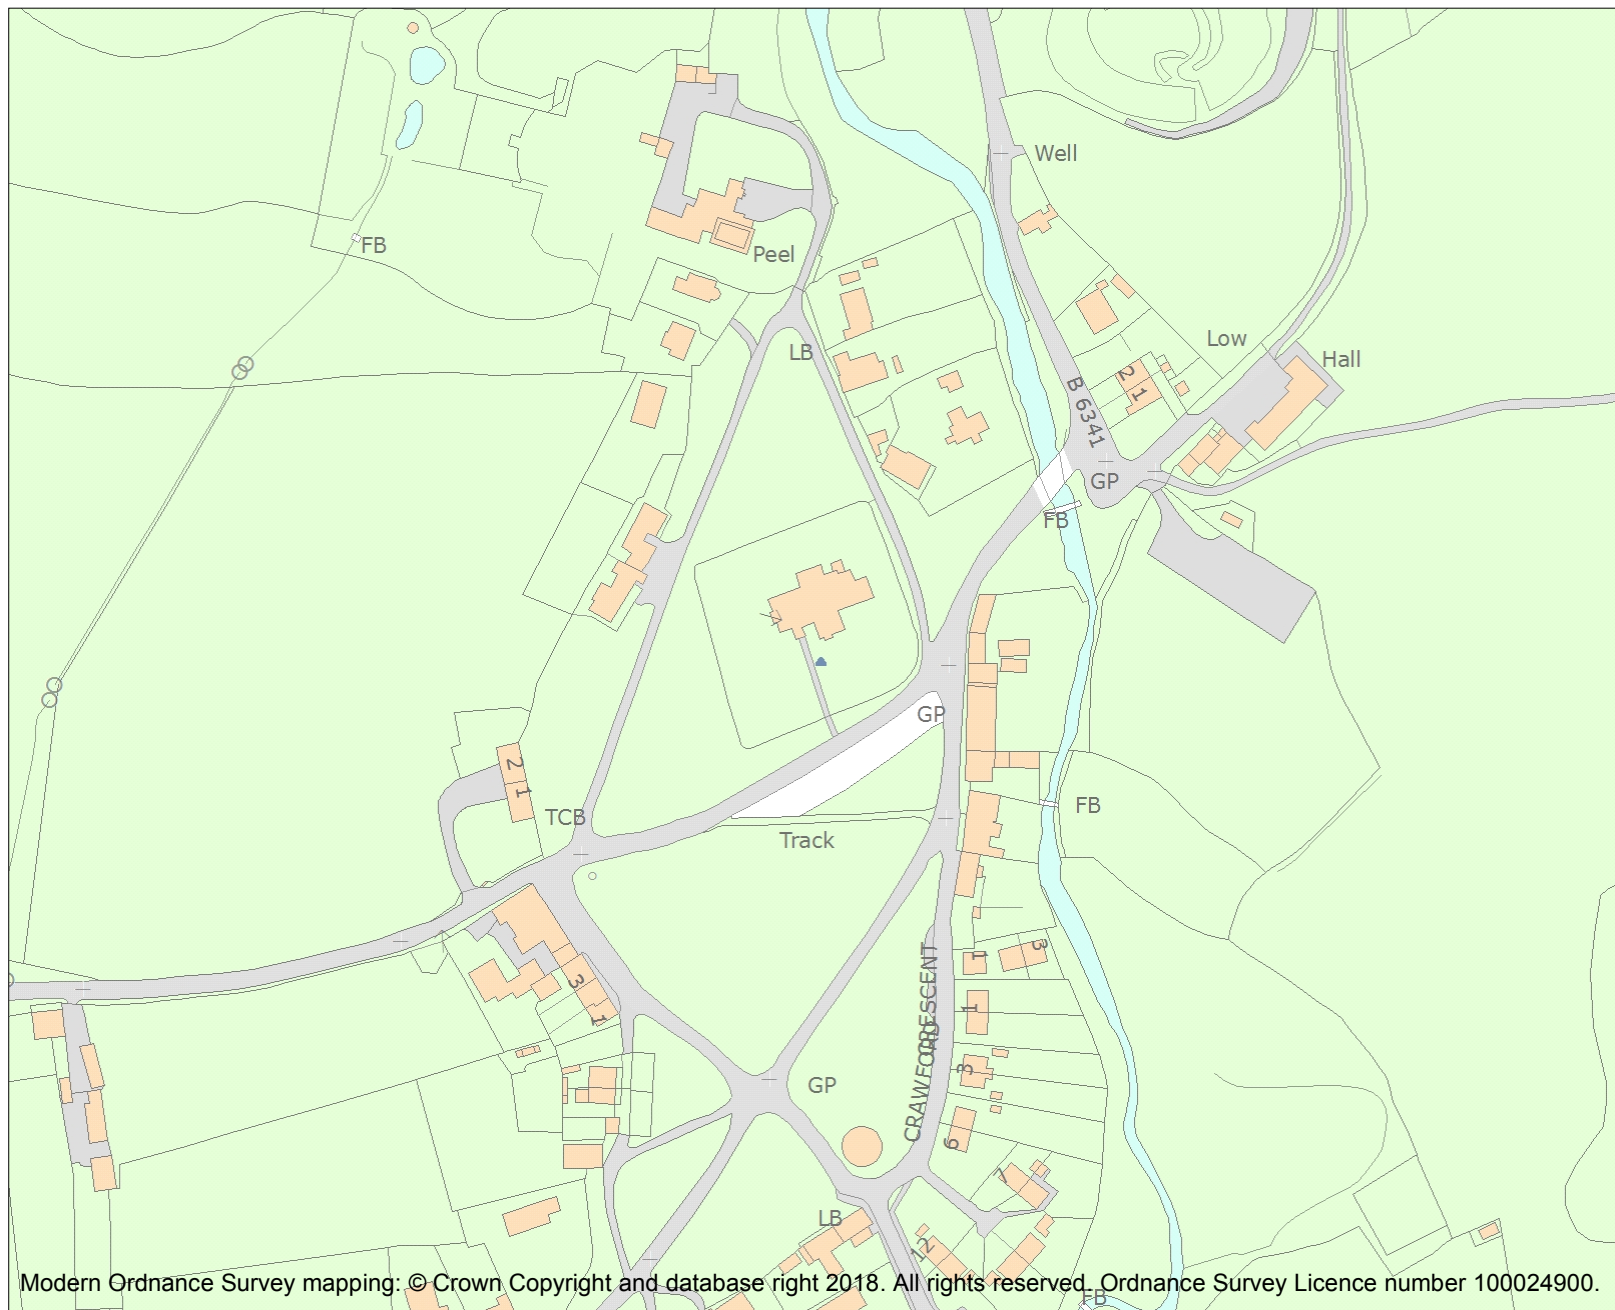 Well
FB
Peel
Low
LB
Hall
2
1
B 6341
GP
FB
GP
2
1
TCB
FB
Track
3
1
3
1
1
CRAWFORD
CRESCENT
GP
3
6
7
LB
12
Modern Ordnance Survey mapping: © Crown Copyright and database right 2018. All rights reserved. Ordnance Survey Licence number 100024900.
FB